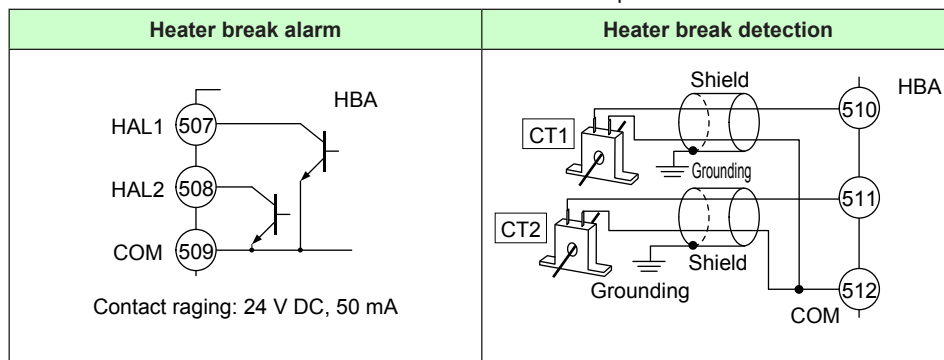 Heater break alarm
Heater break detection
HBA
HAL1
507
HAL2
508
COM
509
Contact raging: 24 V DC, 50 mA
Shield
HBA
510
CT1
Grounding
511
CT2
Shield
Grounding
512
COM